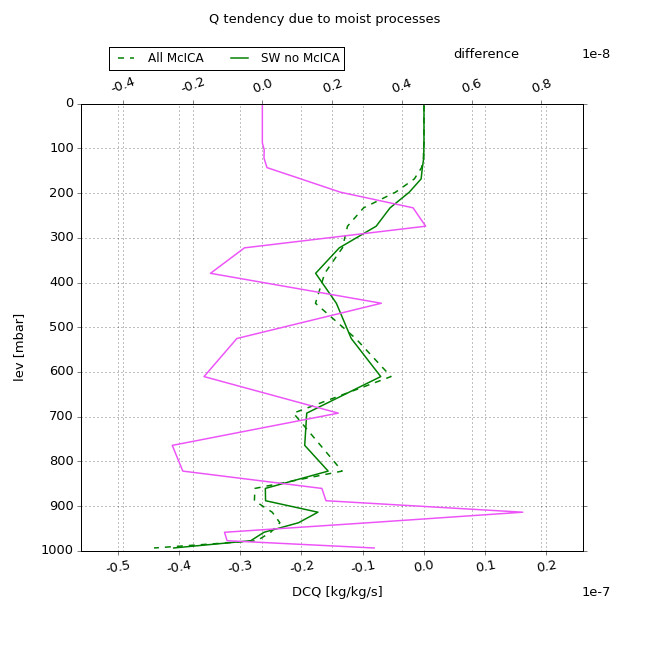 Q tendency due to moist processes
All McICA SW no McICA
difference 1e-8
-0.4 -0.2 0.0 0.2 0.4 0.6 0.8
0
100
200
300
400
500
600
700
800
900
1000
lev [mbar]
-0.5 -0.4 -0.3 -0.2 -0.1 0.0 0.1 0.2
DCQ [kg/kg/s] 1e-7